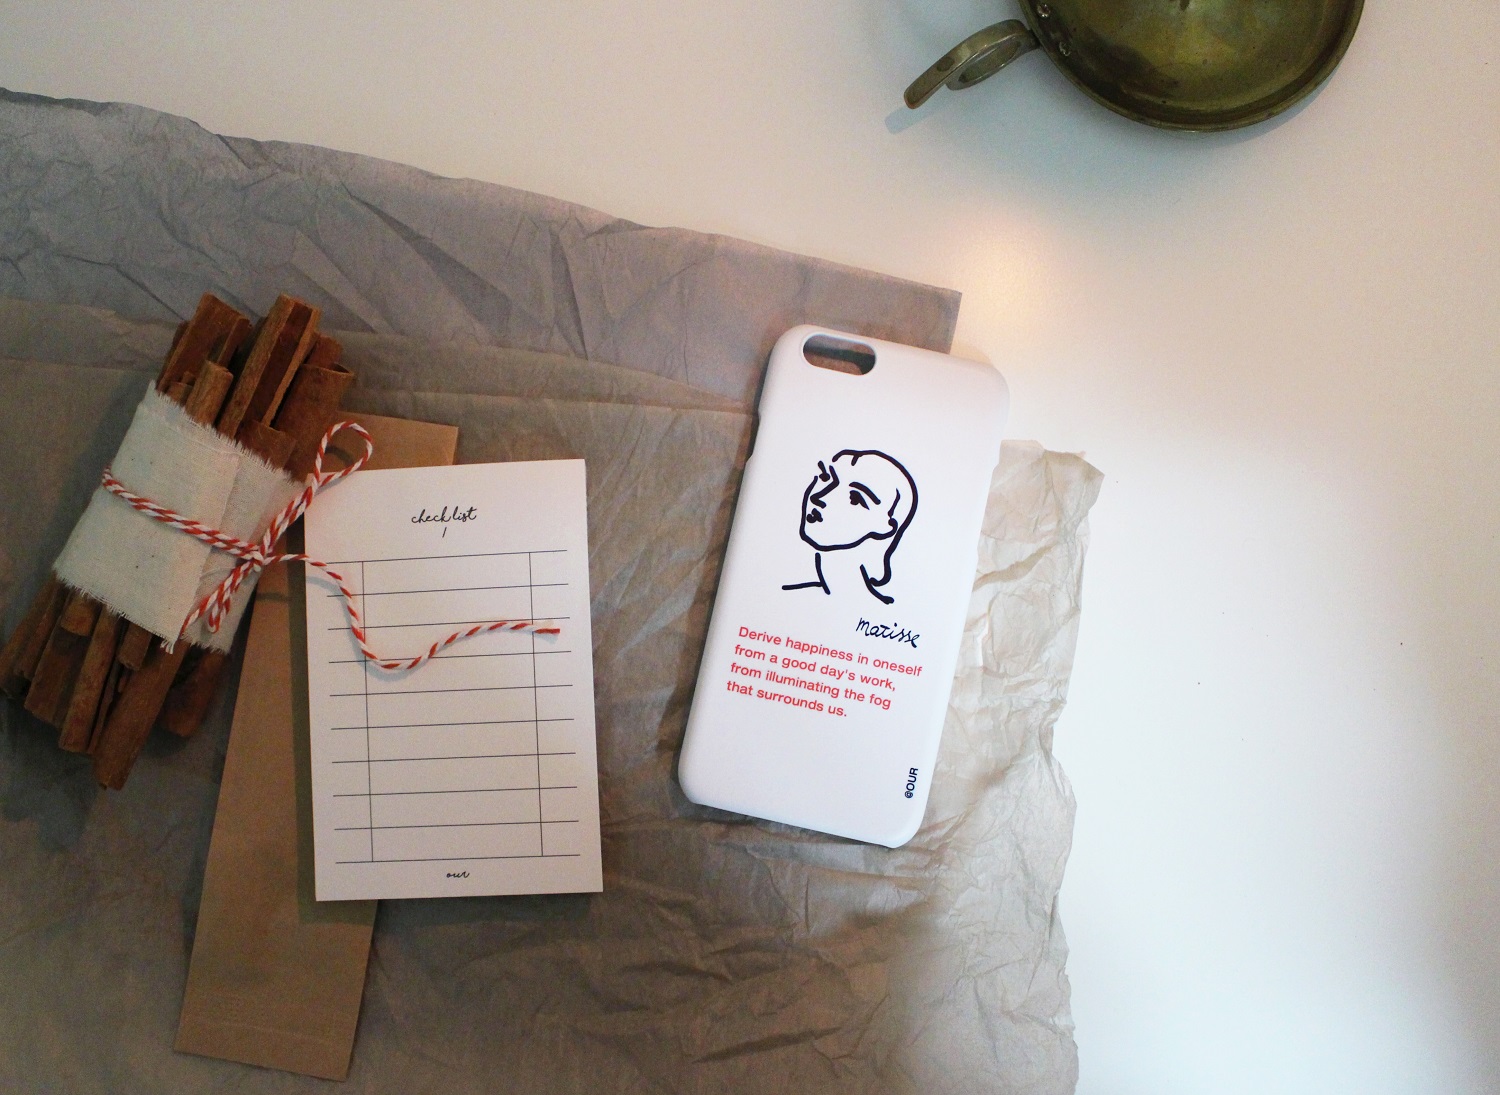 checklist
/
our
matisse
Derive happiness in oneself
from a good day's work,
from illuminating the fog
that surrounds us.
@OUR